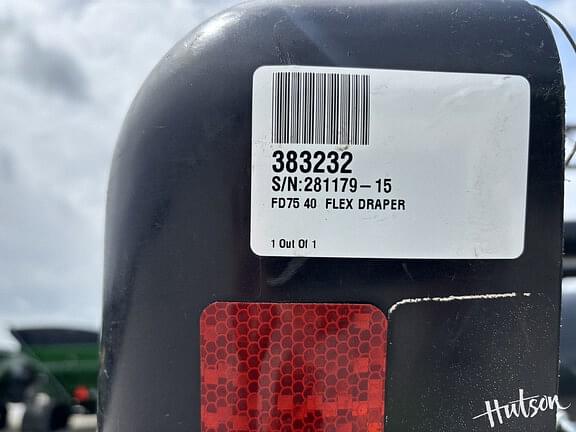 383232
S/N:281179-15
FD75 40 FLEX DRAPER
1 Out Of 1
Hutson